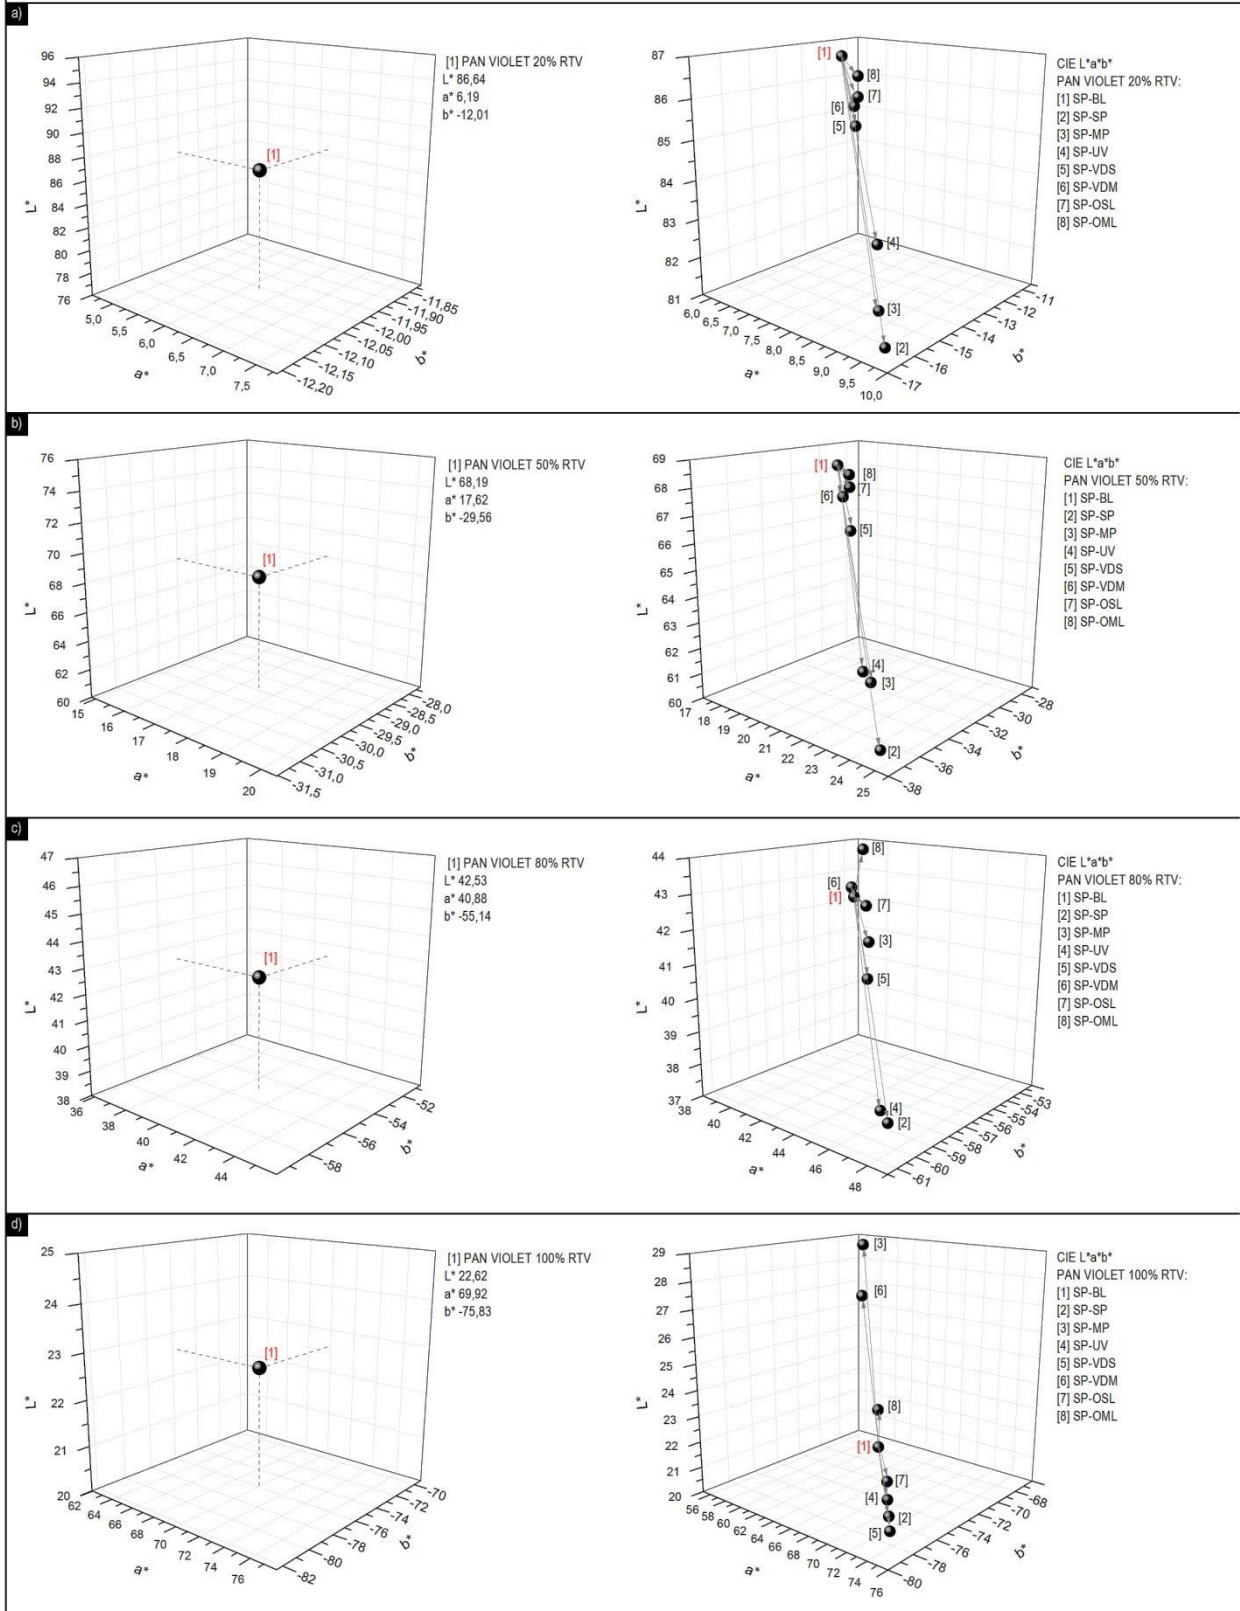 a)
[1] PAN VIOLET 20% RTV
L* 86,64
a* 6,19
b* -12,01
[1]
L*
96
94
92
90
88
86
84
82
80
78
76
5,0
5,5
6,0
6,5
7,0
7,5
a*
-11,85
-11,90
-11,95
-12,00
-12,05
-12,10
-12,15
-12,20
b*
CIE L*a*b*
PAN VIOLET 20% RTV:
[1] SP-BL
[2] SP-SP
[3] SP-MP
[4] SP-UV
[5] SP-VDS
[6] SP-VDM
[7] SP-OSL
[8] SP-OML
[1]
[8]
[7]
[6]
[5]
[4]
[3]
[2]
L*
87
86
85
84
83
82
81
6,0
6,5
7,0
7,5
8,0
8,5
9,0
9,5
10,0
a*
-11
-12
-13
-14
-15
-16
-17
b*
b)
[1] PAN VIOLET 50% RTV
L* 68,19
a* 17,62
b* -29,56
[1]
L*
76
74
72
70
68
66
64
62
60
15
16
17
18
19
20
a*
-28,0
-28,5
-29,0
-29,5
-30,0
-30,5
-31,0
-31,5
b*
CIE L*a*b*
PAN VIOLET 50% RTV:
[1] SP-BL
[2] SP-SP
[3] SP-MP
[4] SP-UV
[5] SP-VDS
[6] SP-VDM
[7] SP-OSL
[8] SP-OML
[1]
[8]
[7]
[6]
[5]
[4]
[3]
[2]
L*
69
68
67
66
65
64
63
62
61
60
17
18
19
20
21
22
23
24
25
a*
-28
-30
-32
-34
-36
-38
b*
c)
[1] PAN VIOLET 80% RTV
L* 42,53
a* 40,88
b* -55,14
[1]
L*
47
46
45
44
43
42
41
40
39
38
36
38
40
42
44
a*
-52
-54
-56
-58
b*
CIE L*a*b*
PAN VIOLET 80% RTV:
[1] SP-BL
[2] SP-SP
[3] SP-MP
[4] SP-UV
[5] SP-VDS
[6] SP-VDM
[7] SP-OSL
[8] SP-OML
[8]
[6]
[1]
[7]
[3]
[5]
[4]
[2]
L*
44
43
42
41
40
39
38
37
38
40
42
44
46
48
a*
-53
-54
-55
-56
-57
-58
-59
-60
-61
b*
d)
[1] PAN VIOLET 100% RTV
L* 22,62
a* 69,92
b* -75,83
[1]
L*
25
24
23
22
21
20
62
64
66
68
70
72
74
76
a*
-70
-72
-74
-76
-78
-80
-82
b*
CIE L*a*b*
PAN VIOLET 100% RTV:
[1] SP-BL
[2] SP-SP
[3] SP-MP
[4] SP-UV
[5] SP-VDS
[6] SP-VDM
[7] SP-OSL
[8] SP-OML
[3]
[6]
[8]
[1]
[7]
[4]
[2]
[5]
L*
29
28
27
26
25
24
23
22
21
20
56
58
60
62
64
66
68
70
72
74
76
a*
-68
-70
-72
-74
-76
-78
-80
b*